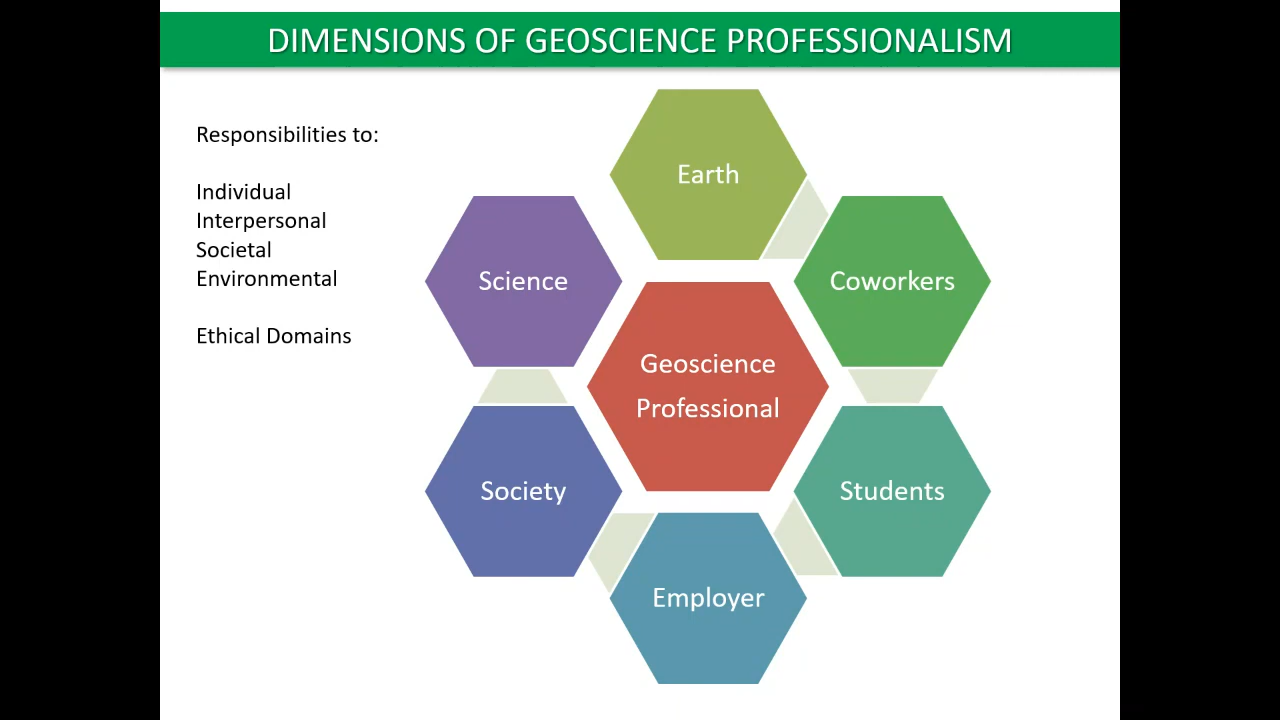 DIMENSIONS OF GEOSCIENCE PROFESSIONALISM
Responsibilities to:
Individual
Interpersonal
Societal
Environmental
Ethical Domains
Earth
Science
Coworkers
Geoscience
Professional
Society
Students
Employer